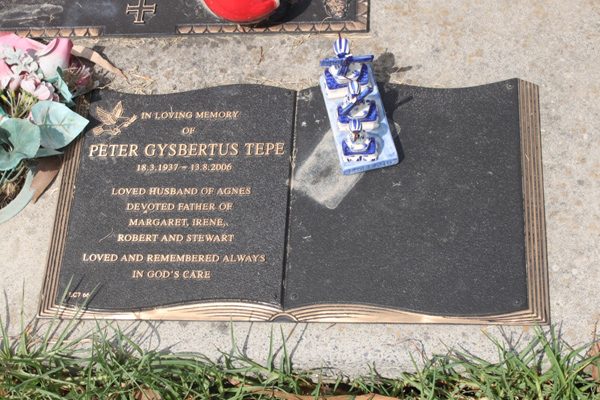 IN LOVING MEMORY
OF
PETER GYSBERTUS TEPE
18.3.1937 - 13.8.2006
LOVED HUSBAND OF AGNES
DEVOTED FATHER OF
MARGARET, IRENE,
ROBERT AND STEWART
LOVED AND REMEMBERED ALWAYS
IN GOD'S CARE